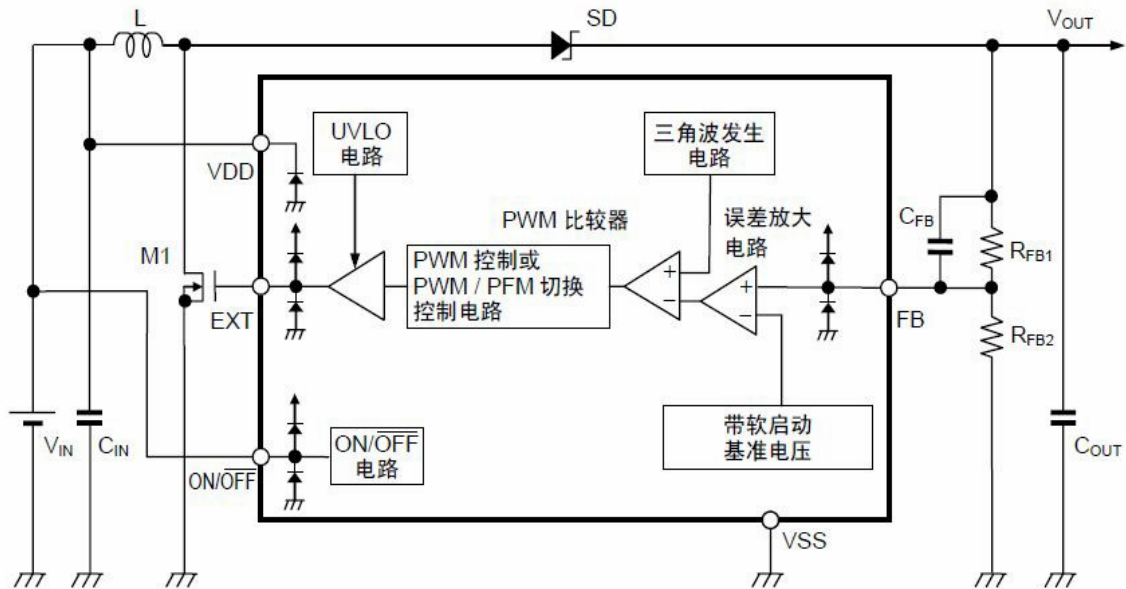 L
SD
VOUT
UVLO
电路
三角波发生
电路
VDD
CFB
误差放大
电路
PWM 比较器
RFB1
M1
PWM 控制或
PWM / PFM 切换
控制电路
+
−
+
−
EXT
FB
RFB2
带软启动
基准电压
ON/OFF
电路
VIN
CIN
ON/OFF
COUT
VSS